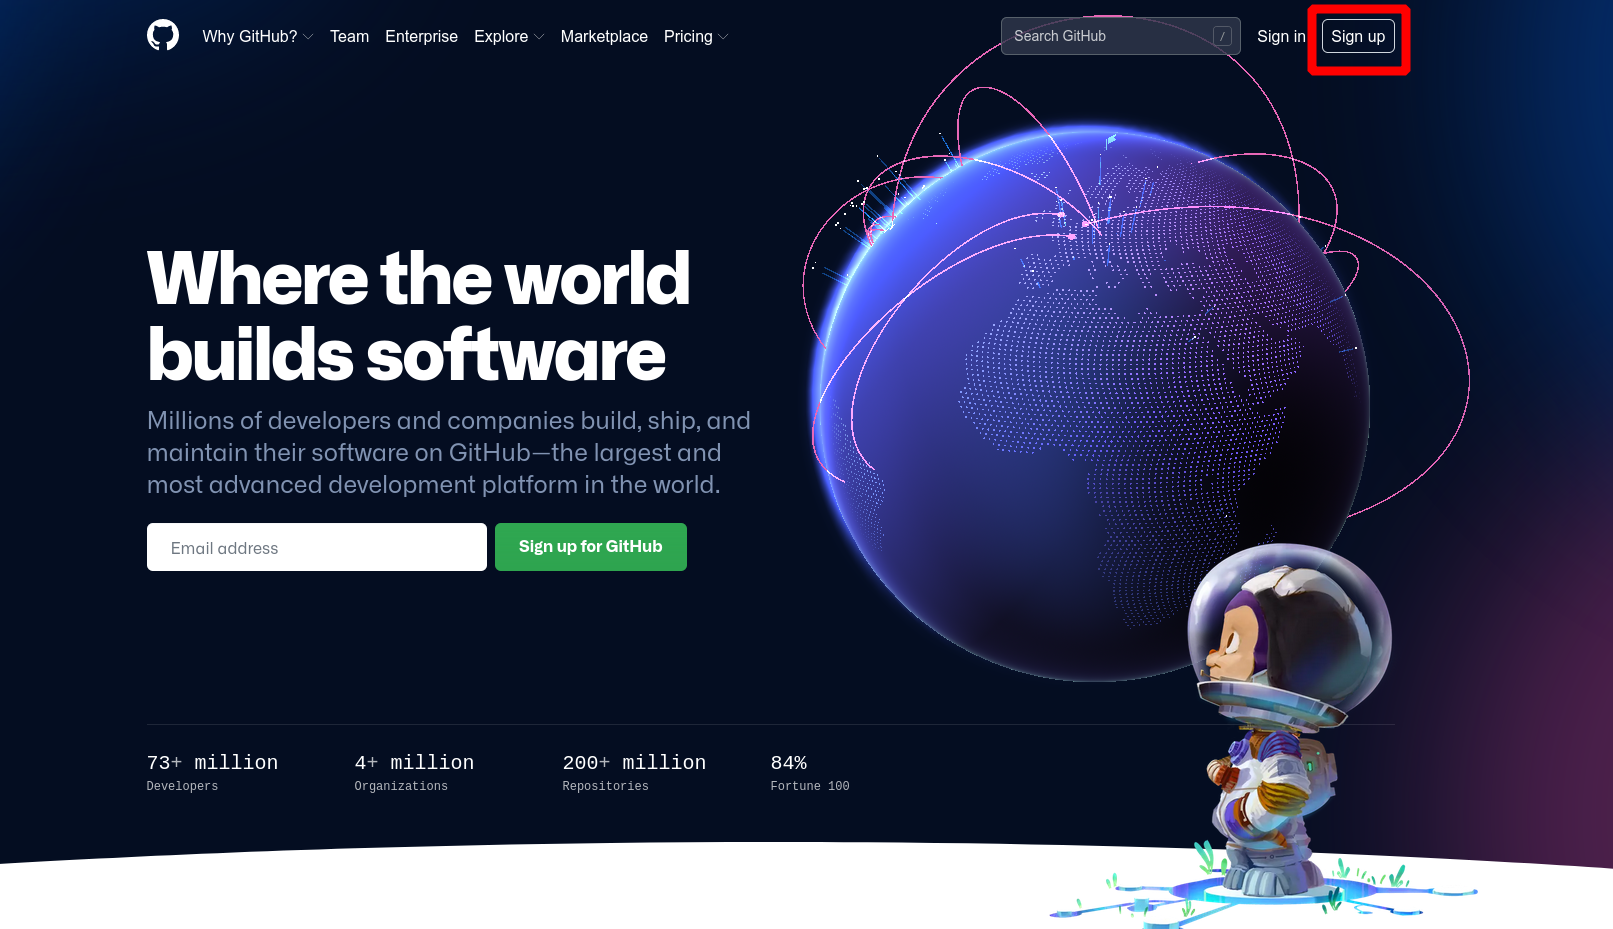 Why GitHub? Team Enterprise Explore Marketplace Pricing Search GitHub / Sign in Sign up
Where the world
builds software
Millions of developers and companies build, ship, and
maintain their software on GitHub—the largest and
most advanced development platform in the world.
Email address Sign up for GitHub
73+ million 4+ million 200+ million 84%
Developers Organizations Repositories Fortune 100